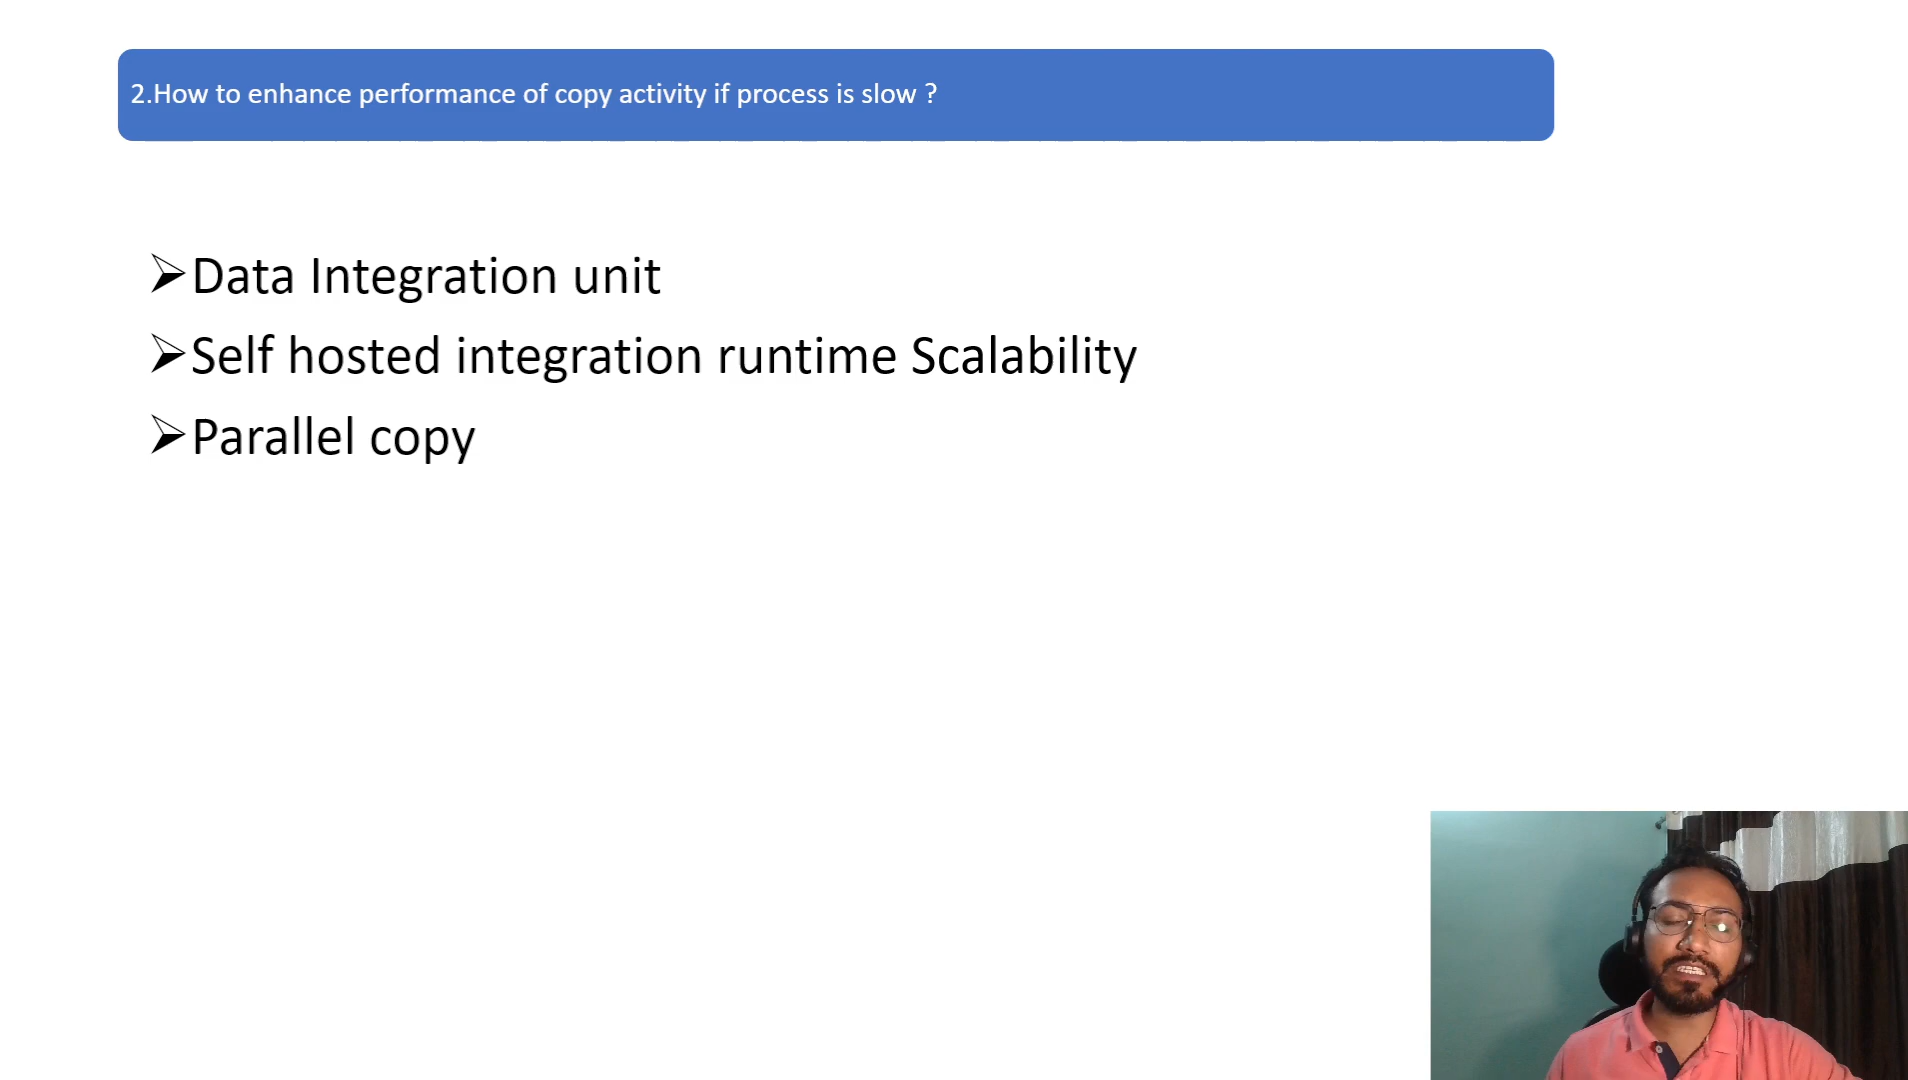 2.How to enhance performance of copy activity if process is slow ?
➢Data Integration unit
➢Self hosted integration runtime Scalability
➢Parallel copy